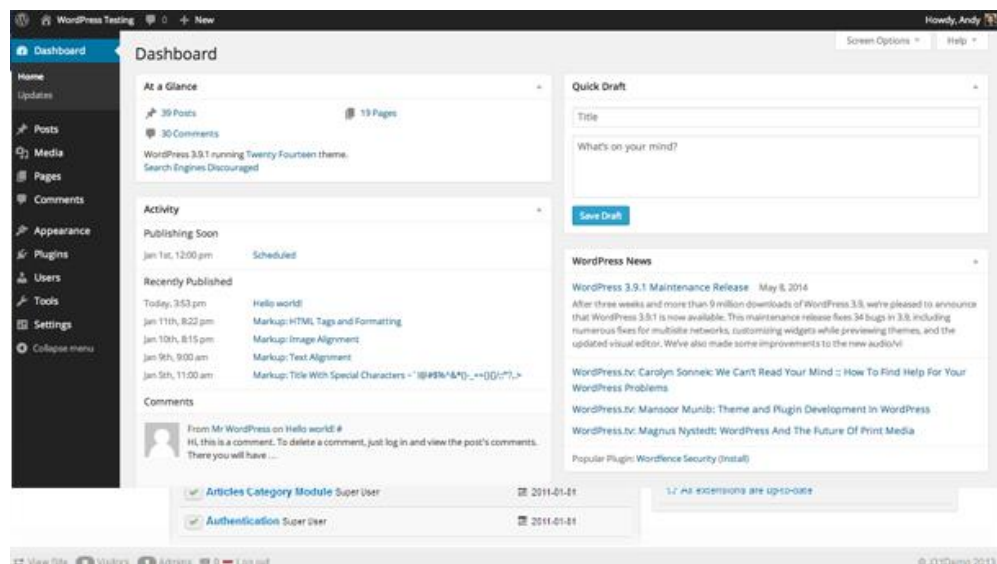 WordPress Testing 0 + New Howdy, Andy
Screen Options Help
Dashboard
Home
Updates
Posts
Media
Pages
Comments
Appearance
Plugins
Users
Tools
Settings
Collapse menu
Dashboard
At a Glance
39 Posts 19 Pages
30 Comments
WordPress 3.9.1 running Twenty Fourteen theme.
Search Engines Discouraged
Activity
Publishing Soon
Jan 1st, 12:00 pm Scheduled
Recently Published
Today, 3:53 pm Hello world!
Jan 11th, 8:22 pm Markup: HTML Tags and Formatting
Jan 10th, 8:15 pm Markup: Image Alignment
Jan 9th, 9:00 am Markup: Text Alignment
Jan 5th, 11:00 am Markup: Title With Special Characters
Comments
From Mr WordPress on Hello world! #
Hi, this is a comment. To delete a comment, just log in and view the post's comments.
There you will have ...
Quick Draft
Title
What's on your mind?
Save Draft
WordPress News
WordPress 3.9.1 Maintenance Release May 8, 2014
After three weeks and more than 9 million downloads of WordPress 3.9, we're pleased to announce
that WordPress 3.9.1 is now available. This maintenance release fixes 34 bugs in 3.9, including
numerous fixes for multisite networks, customizing widgets while previewing themes, and the
updated visual editor. We've also made some improvements to the new audio/vi
WordPress.tv: Carolyn Sonnek: We Can't Read Your Mind :: How To Find Help For Your
WordPress Problems
WordPress.tv: Mansoor Munib: Theme and Plugin Development In WordPress
WordPress.tv: Magnus Nystedt: WordPress And The Future Of Print Media
Popular Plugin: Wordfence Security (Install)
Articles Category Module Super User 2011-01-01
Authentication Super User 2011-01-01
All extensions are up-to-date
View Site Visitors Admins 0 Log out
2013